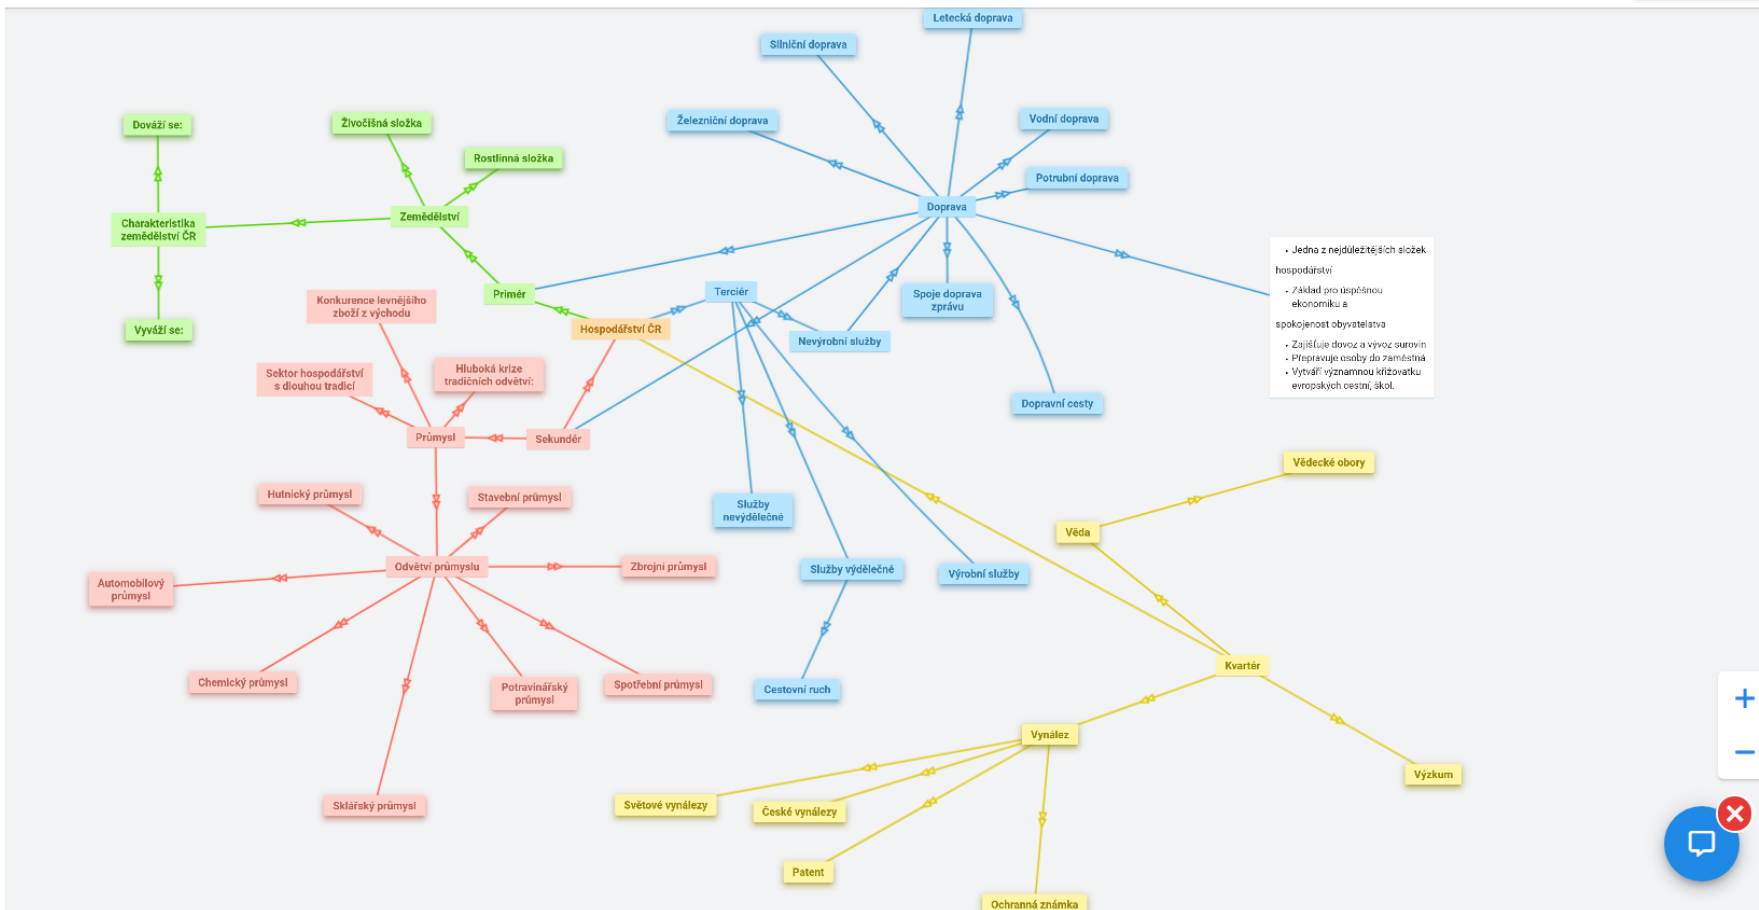 Letecká doprava
Silniční doprava
Železniční doprava
Vodní doprava
Potrubní doprava
Doprava
Dováží se:
Živočišná složka
Rostlinná složka
Charakteristika
zemědělství ČR
Zemědělství
Vyváží se:
Primér
Terciér
Hospodářství ČR
Nevýrobní služby
Spoje doprava
zprávu
Dopravní cesty
• Jedna z nejdůležitějších složek
hospodářství
• Základ pro úspěšnou
ekonomiku a
spokojenost obyvatelstva
• Zajišťuje dovoz a vývoz surovin
• Přepravuje osoby do zaměstná
• Vytváří významnou křižovatku
evropských cestní, škol.
Konkurence levnějšího
zboží z východu
Sektor hospodářství
s dlouhou tradicí
Hluboká krize
tradičních odvětví:
Průmysl
Sekundér
Hutnický průmysl
Stavební průmysl
Odvětví průmyslu
Zbrojní průmysl
Automobilový
průmysl
Chemický průmysl
Potravinářský
průmysl
Spotřební průmysl
Sklářský průmysl
Služby
nevýdělečné
Služby výdělečné
Výrobní služby
Cestovní ruch
Vědecké obory
Věda
Kvartér
Vynález
Výzkum
Světové vynálezy
České vynálezy
Patent
Ochranná známka